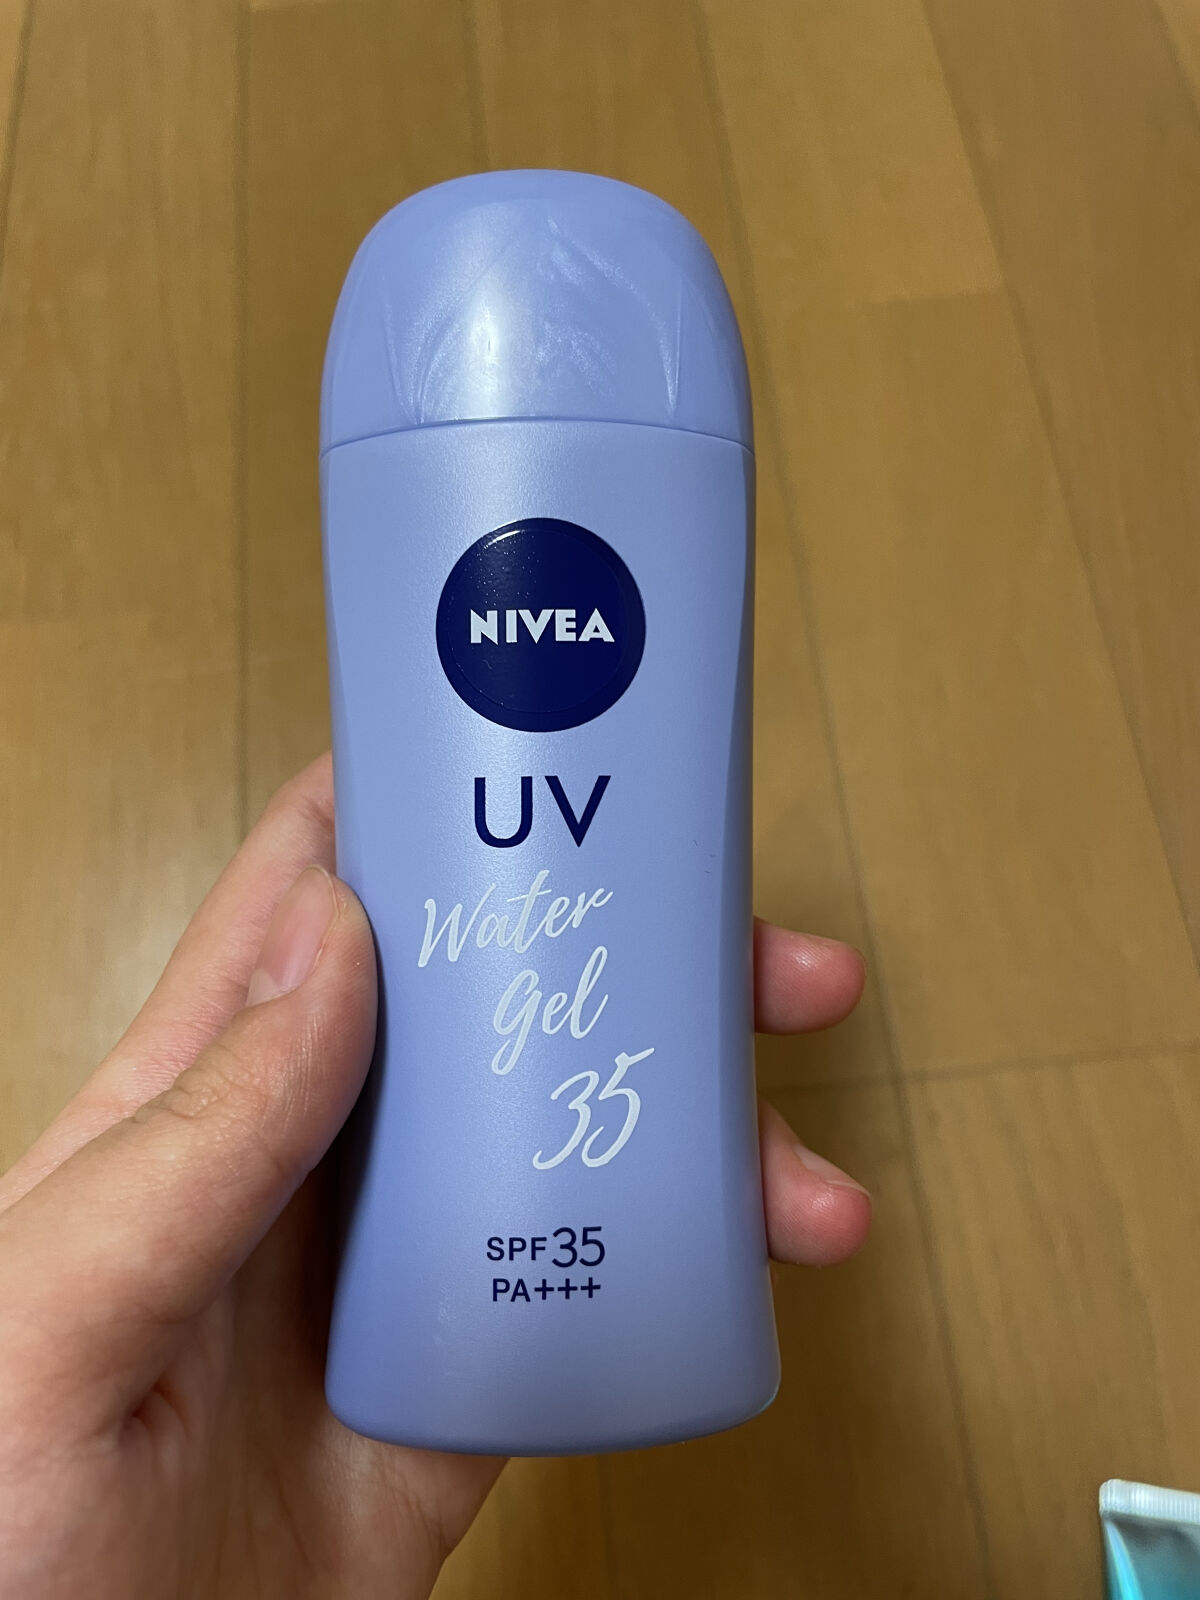 NIVEA
UV
Water
Gel
35
SPF35
PA+++